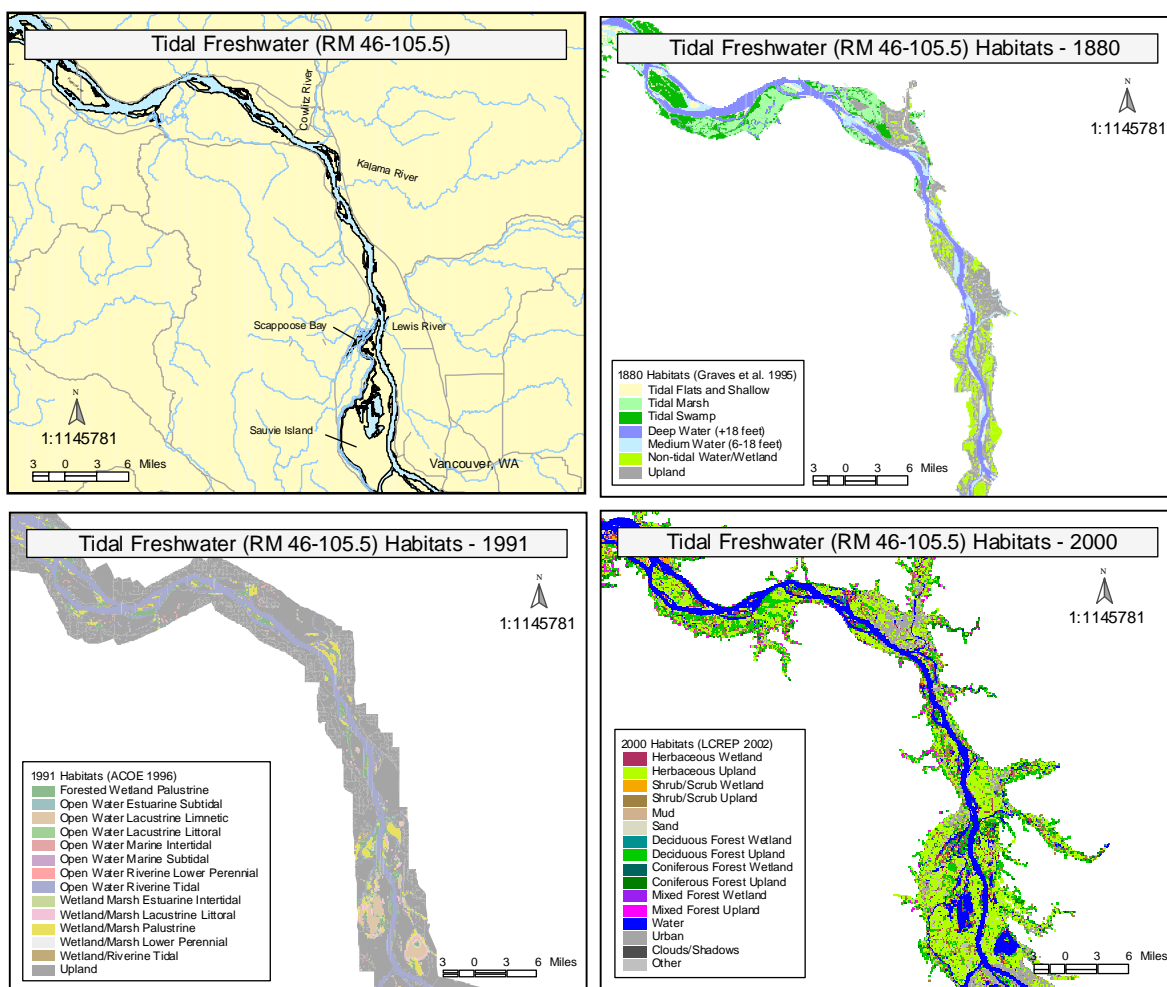 Tidal Freshwater (RM 46-105.5)
Cowlitz River
Kalama River
Scappoose Bay
Lewis River
Sauvie Island
Vancouver, WA
N
1:1145781
3 0 3 6 Miles
Tidal Freshwater (RM 46-105.5) Habitats - 1880
N
1:1145781
1880 Habitats (Graves et al. 1995)
Tidal Flats and Shallow
Tidal Marsh
Tidal Swamp
Deep Water (+18 feet)
Medium Water (6-18 feet)
Non-tidal Water/Wetland
Upland
3 0 3 6 Miles
Tidal Freshwater (RM 46-105.5) Habitats - 1991
N
1:1145781
1991 Habitats (ACOE 1996)
Forested Wetland Palustrine
Open Water Estuarine Subtidal
Open Water Lacustrine Limnetic
Open Water Lacustrine Littoral
Open Water Marine Intertidal
Open Water Marine Subtidal
Open Water Riverine Lower Perennial
Open Water Riverine Tidal
Wetland/Marsh Estuarine Intertidal
Wetland/Marsh Lacustrine Littoral
Wetland/Marsh Palustrine
Wetland/Marsh Lower Perennial
Wetland/Riverine Tidal
Upland
3 0 3 6 Miles
Tidal Freshwater (RM 46-105.5) Habitats - 2000
N
1:1145781
2000 Habitats (LCREP 2002)
Herbaceous Wetland
Herbaceous Upland
Shrub/Scrub Wetland
Shrub/Scrub Upland
Mud
Sand
Deciduous Forest Wetland
Deciduous Forest Upland
Coniferous Forest Wetland
Coniferous Forest Upland
Mixed Forest Wetland
Mixed Forest Upland
Water
Urban
Clouds/Shadows
Other
3 0 3 6 Miles